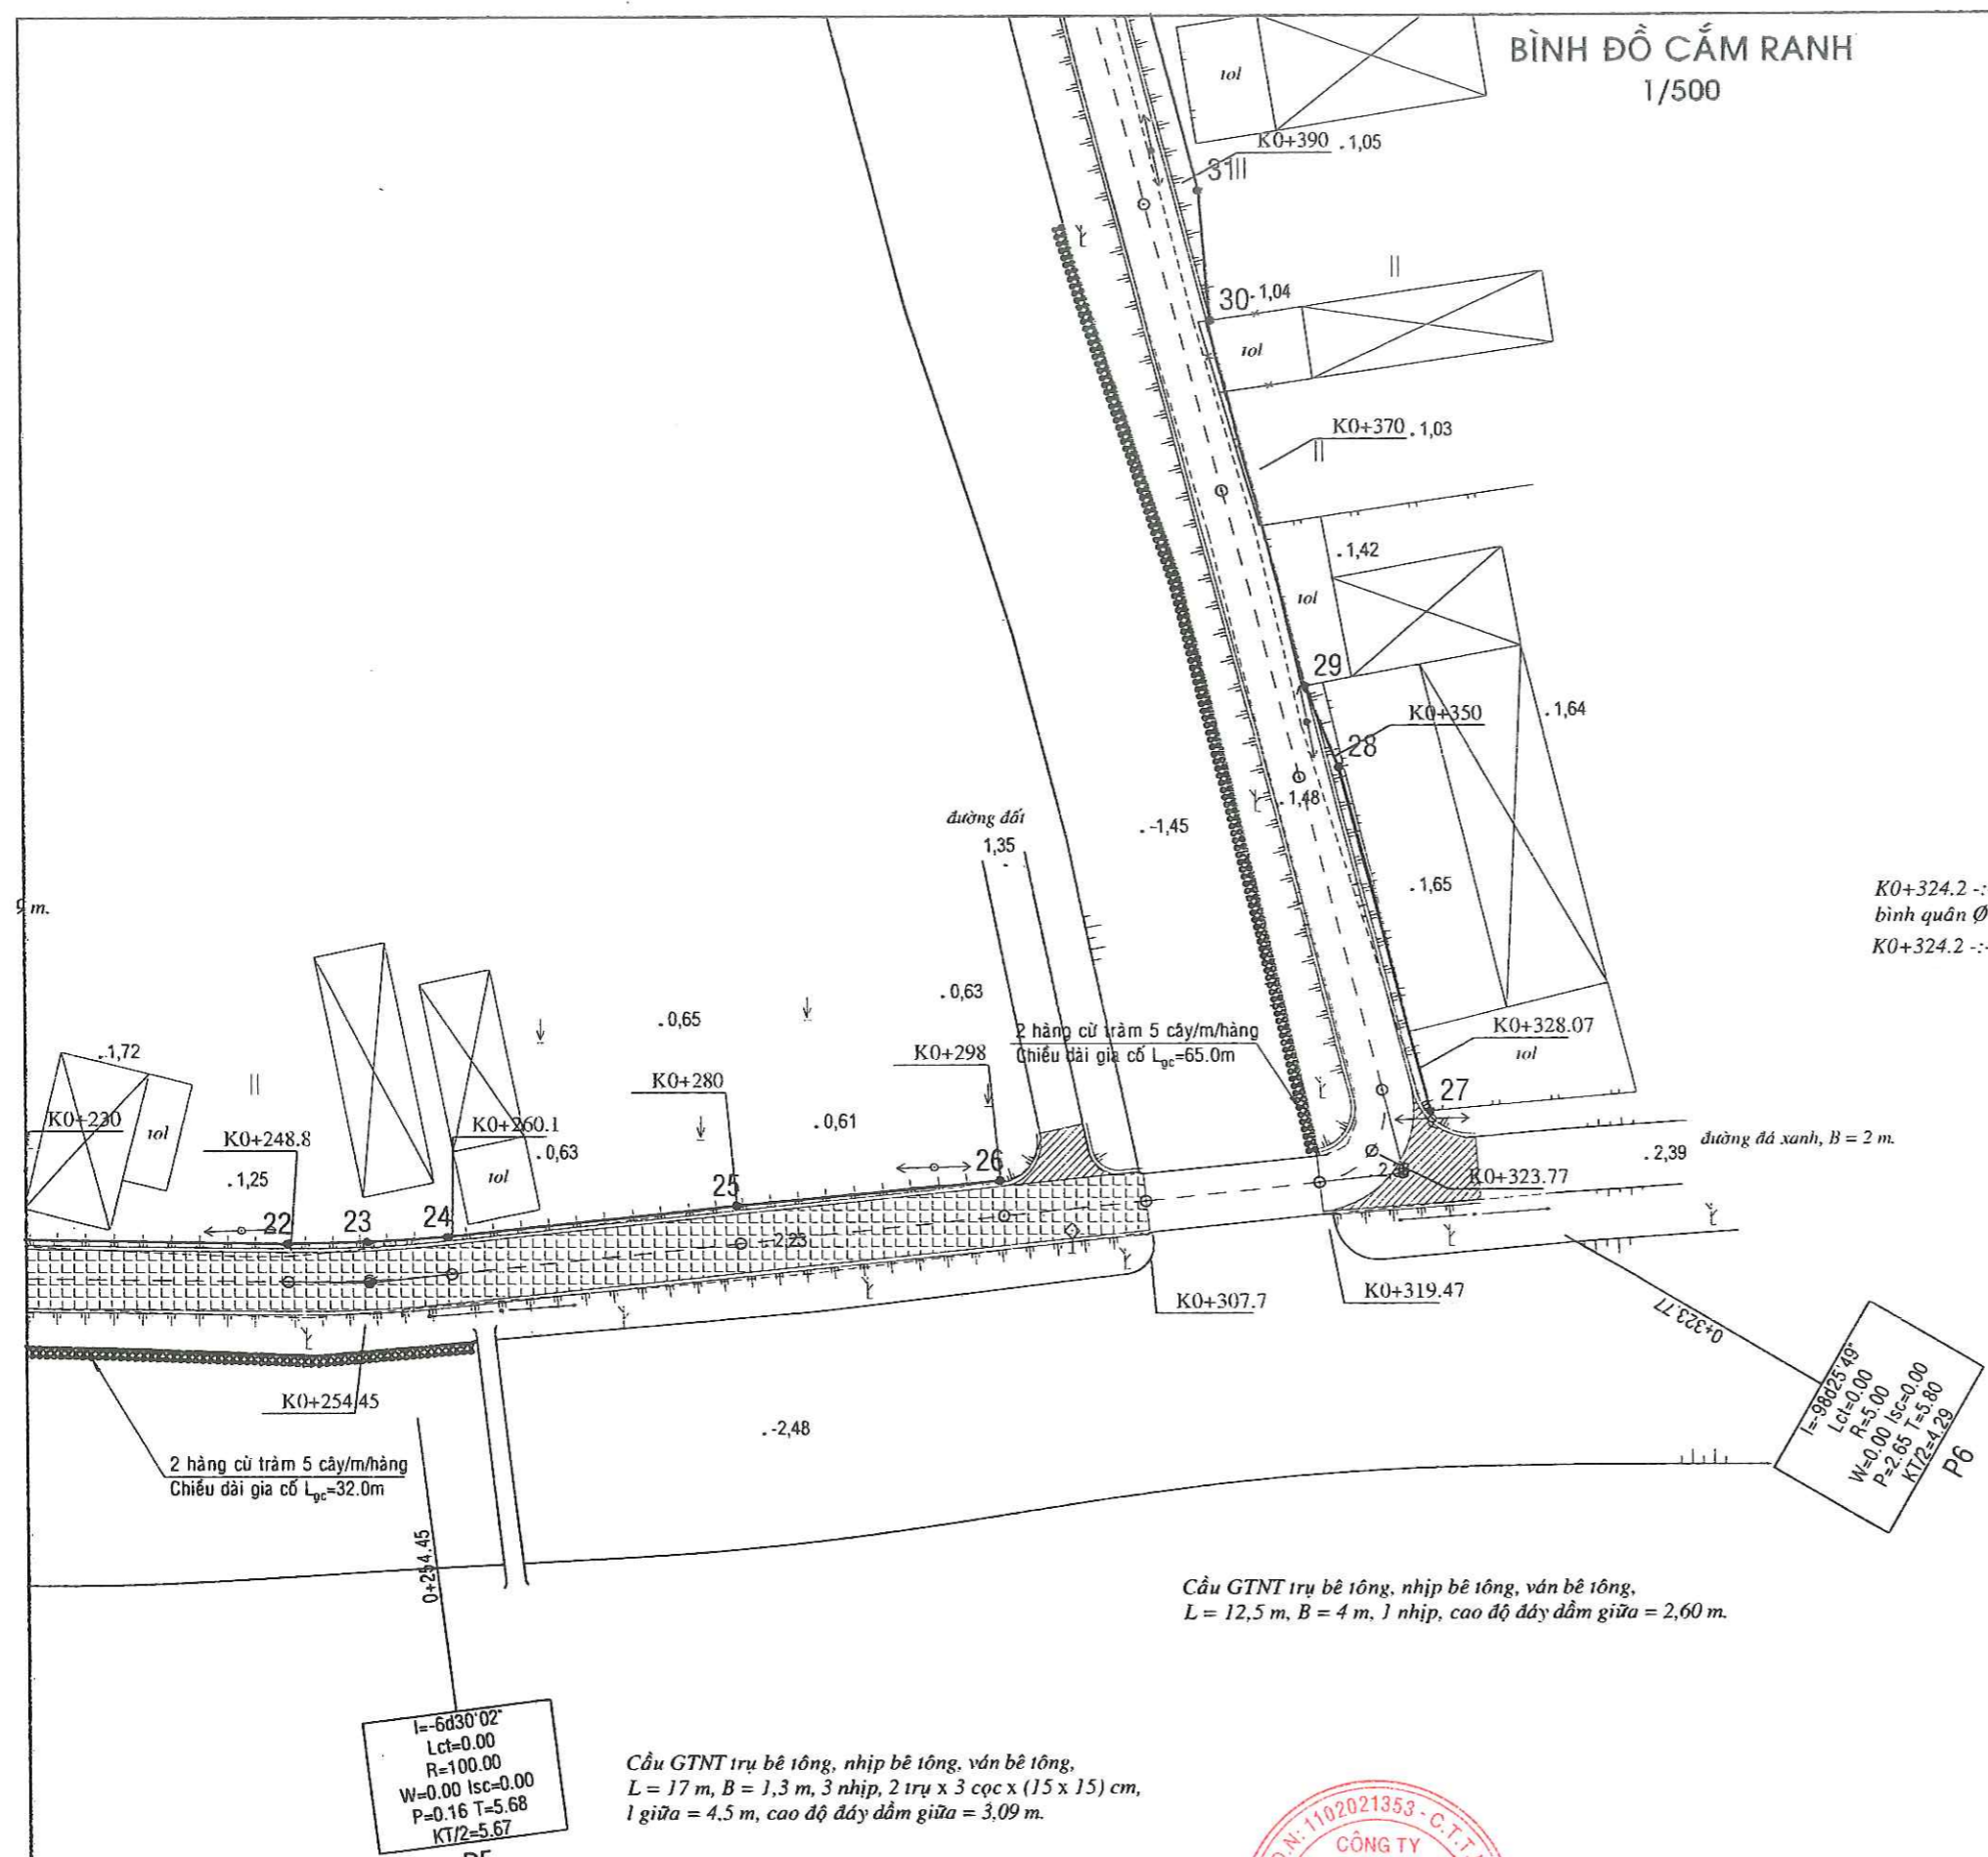 BÌNH ĐỒ CẮM RANH
1/500
tol
K0+390 .1,05
31
30 .1,04
tol
K0+370 .1,03
.1,42
tol
29
K0+350
28
.1,64
.1,48
đường đất
1,35
.-1,45
.1,65
K0+324.2 -:
bình quân Ø
K0+324.2 -:-
m.
.0,63
.0,65
2 hàng cừ tràm 5 cây/m/hàng
Chiều dài gia cố Lgc=65.0m
K0+328.07
tol
.1,72
K0+298
K0+280
27
K0+230
tol
K0+248.8
K0+260.1
.0,61
.0,63
đường đá xanh, B = 2 m.
.2,39
.1,25
tol
26
K0+323.77
25
22
23
24
2,23
K0+307.7
K0+319.47
0+323.77
I=-98d25'49"
Lct=0.00
R=5.00
W=0.00 Isc=0.00
P=2.65 T=5.80
KT/2=4.29
P6
K0+254.45
.-2,48
2 hàng cừ tràm 5 cây/m/hàng
Chiều dài gia cố Lgc=32.0m
0+254.45
Cầu GTNT trụ bê tông, nhịp bê tông, ván bê tông,
L = 12,5 m, B = 4 m, 1 nhịp, cao độ đáy dầm giữa = 2,60 m.
I=-6d30'02"
Lct=0.00
R=100.00
W=0.00 Isc=0.00
P=0.16 T=5.68
KT/2=5.67
Cầu GTNT trụ bê tông, nhịp bê tông, ván bê tông,
L = 17 m, B = 1,3 m, 3 nhịp, 2 trụ x 3 cọc x (15 x 15) cm,
l giữa = 4,5 m, cao độ đáy dầm giữa = 3,09 m.
N: 1102021353 - C.T.T
CÔNG TY